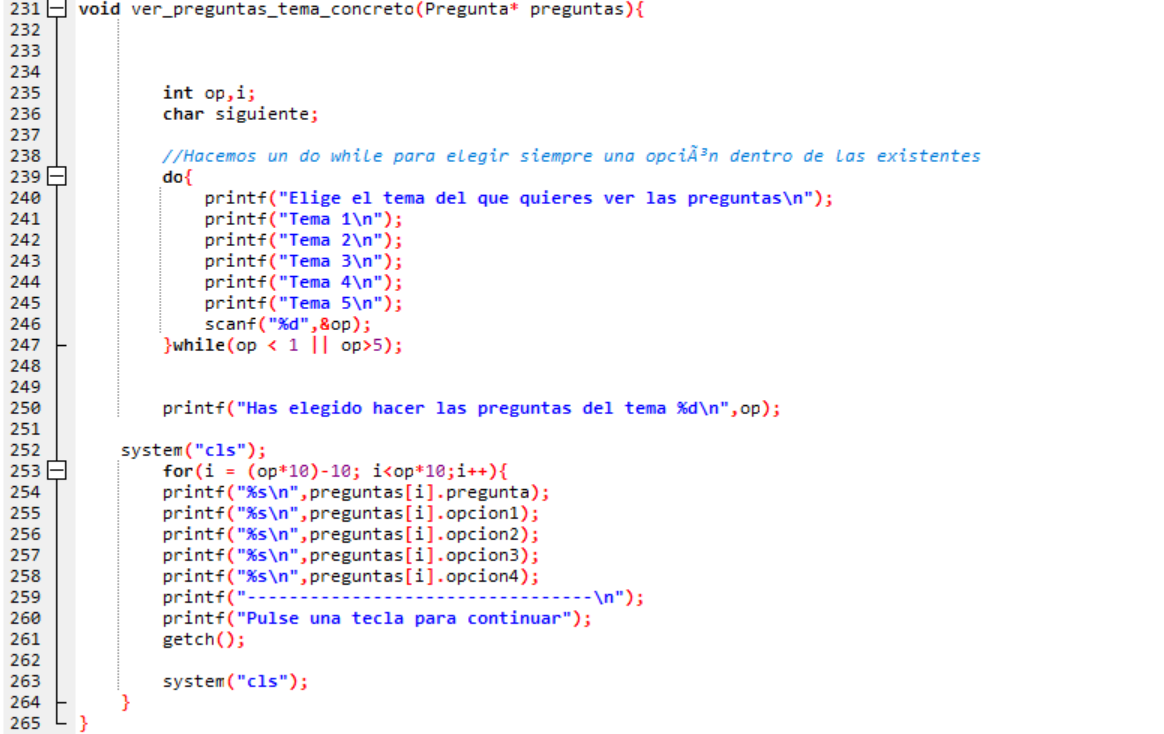 231 void ver_preguntas_tema_concreto(Pregunta* preguntas){
232
233
234
235 int op,i;
236 char siguiente;
237
238 //Hacemos un do while para elegir siempre una opciÃ³n dentro de las existentes
239 do{
240 printf("Elige el tema del que quieres ver las preguntas\n");
241 printf("Tema 1\n");
242 printf("Tema 2\n");
243 printf("Tema 3\n");
244 printf("Tema 4\n");
245 printf("Tema 5\n");
246 scanf("%d",&op);
247 }while(op < 1 || op>5);
248
249
250 printf("Has elegido hacer las preguntas del tema %d\n",op);
251
252 system("cls");
253 for(i = (op*10)-10; i<op*10;i++){
254 printf("%s\n",preguntas[i].pregunta);
255 printf("%s\n",preguntas[i].opcion1);
256 printf("%s\n",preguntas[i].opcion2);
257 printf("%s\n",preguntas[i].opcion3);
258 printf("%s\n",preguntas[i].opcion4);
259 printf("---------------------------------\n");
260 printf("Pulse una tecla para continuar");
261 getch();
262
263 system("cls");
264 }
265 }